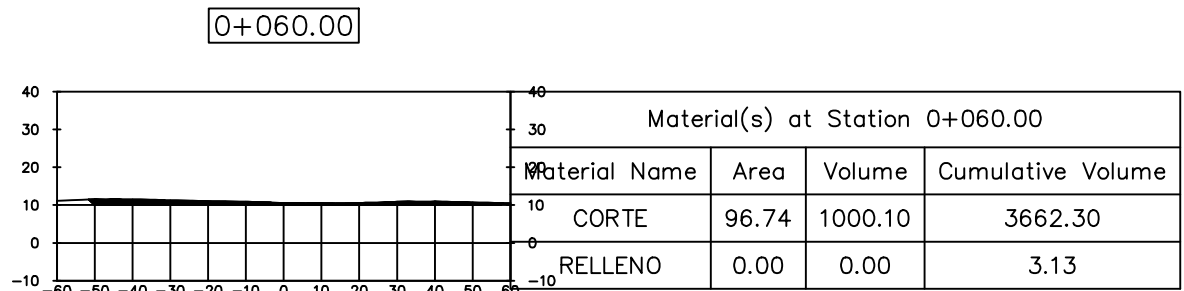 0+060.00
40 40
Material(s) at Station 0+060.00
30 30
20 20
Material Name Area Volume Cumulative Volume
10 10
CORTE 96.74 1000.10 3662.30
0 0
RELLENO 0.00 0.00 3.13
-10 -10
-60 -50 -40 -30 -20 -10 0 10 20 30 40 50 60